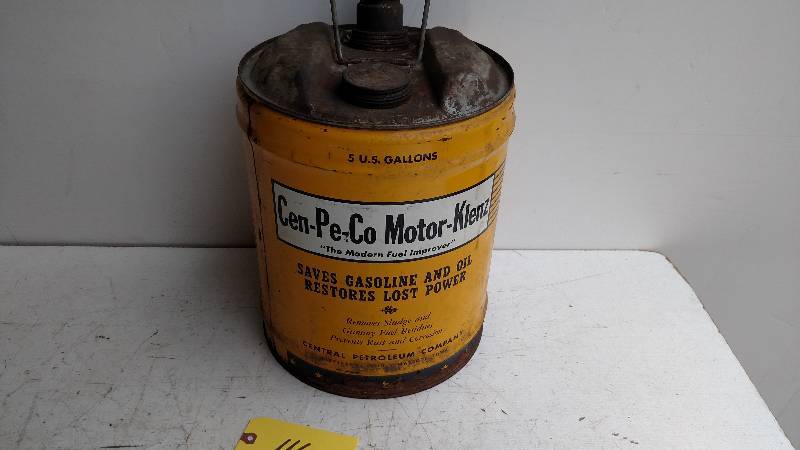 5 U.S. GALLONS
Cen-Pe-Co Motor-Klenz
"The Modern Fuel Improver"
SAVES GASOLINE AND OIL
RESTORES LOST POWER
Removes Sludge and
Gummy Fuel Residues
Prevents Rust and Corrosion
CENTRAL PETROLEUM COMPANY